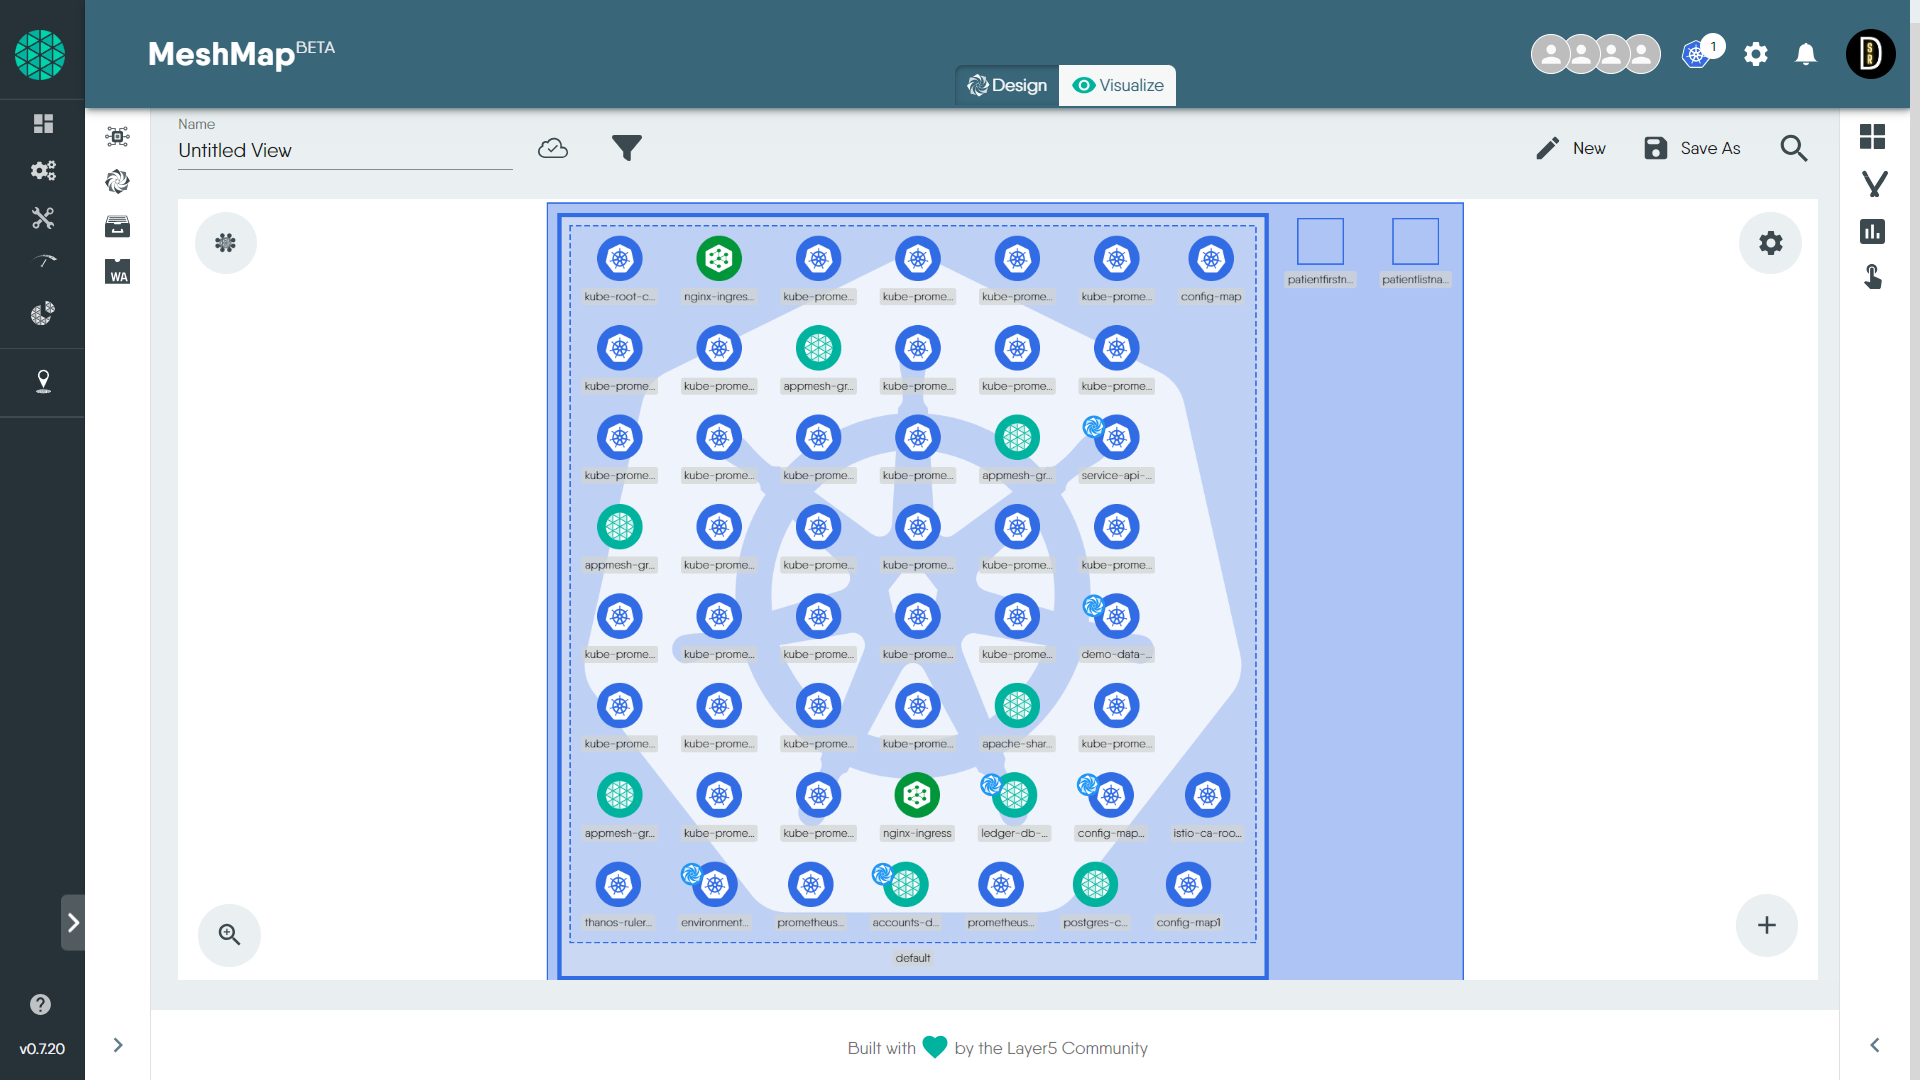 MeshMap BETA
Design
Visualize
1
D
SR
Name
Untitled View
New
Save As
WA
kube-root-c... nginx-ingres... kube-prome... kube-prome... kube-prome... kube-prome... config-map
patientfirstn... patientlistna...
kube-prome... kube-prome... appmesh-gr... kube-prome... kube-prome... kube-prome...
kube-prome... kube-prome... kube-prome... kube-prome... appmesh-gr... service-api-...
appmesh-gr... kube-prome... kube-prome... kube-prome... kube-prome... kube-prome...
kube-prome... kube-prome... kube-prome... kube-prome... kube-prome... demo-data-...
kube-prome... kube-prome... kube-prome... kube-prome... apache-shar... kube-prome...
appmesh-gr... kube-prome... kube-prome... nginx-ingress ledger-db-... config-map... istio-ca-roo...
thanos-ruler... environment... prometheus... accounts-d... prometheus... postgres-c... config-map1
default
v0.7.20
Built with by the Layer5 Community